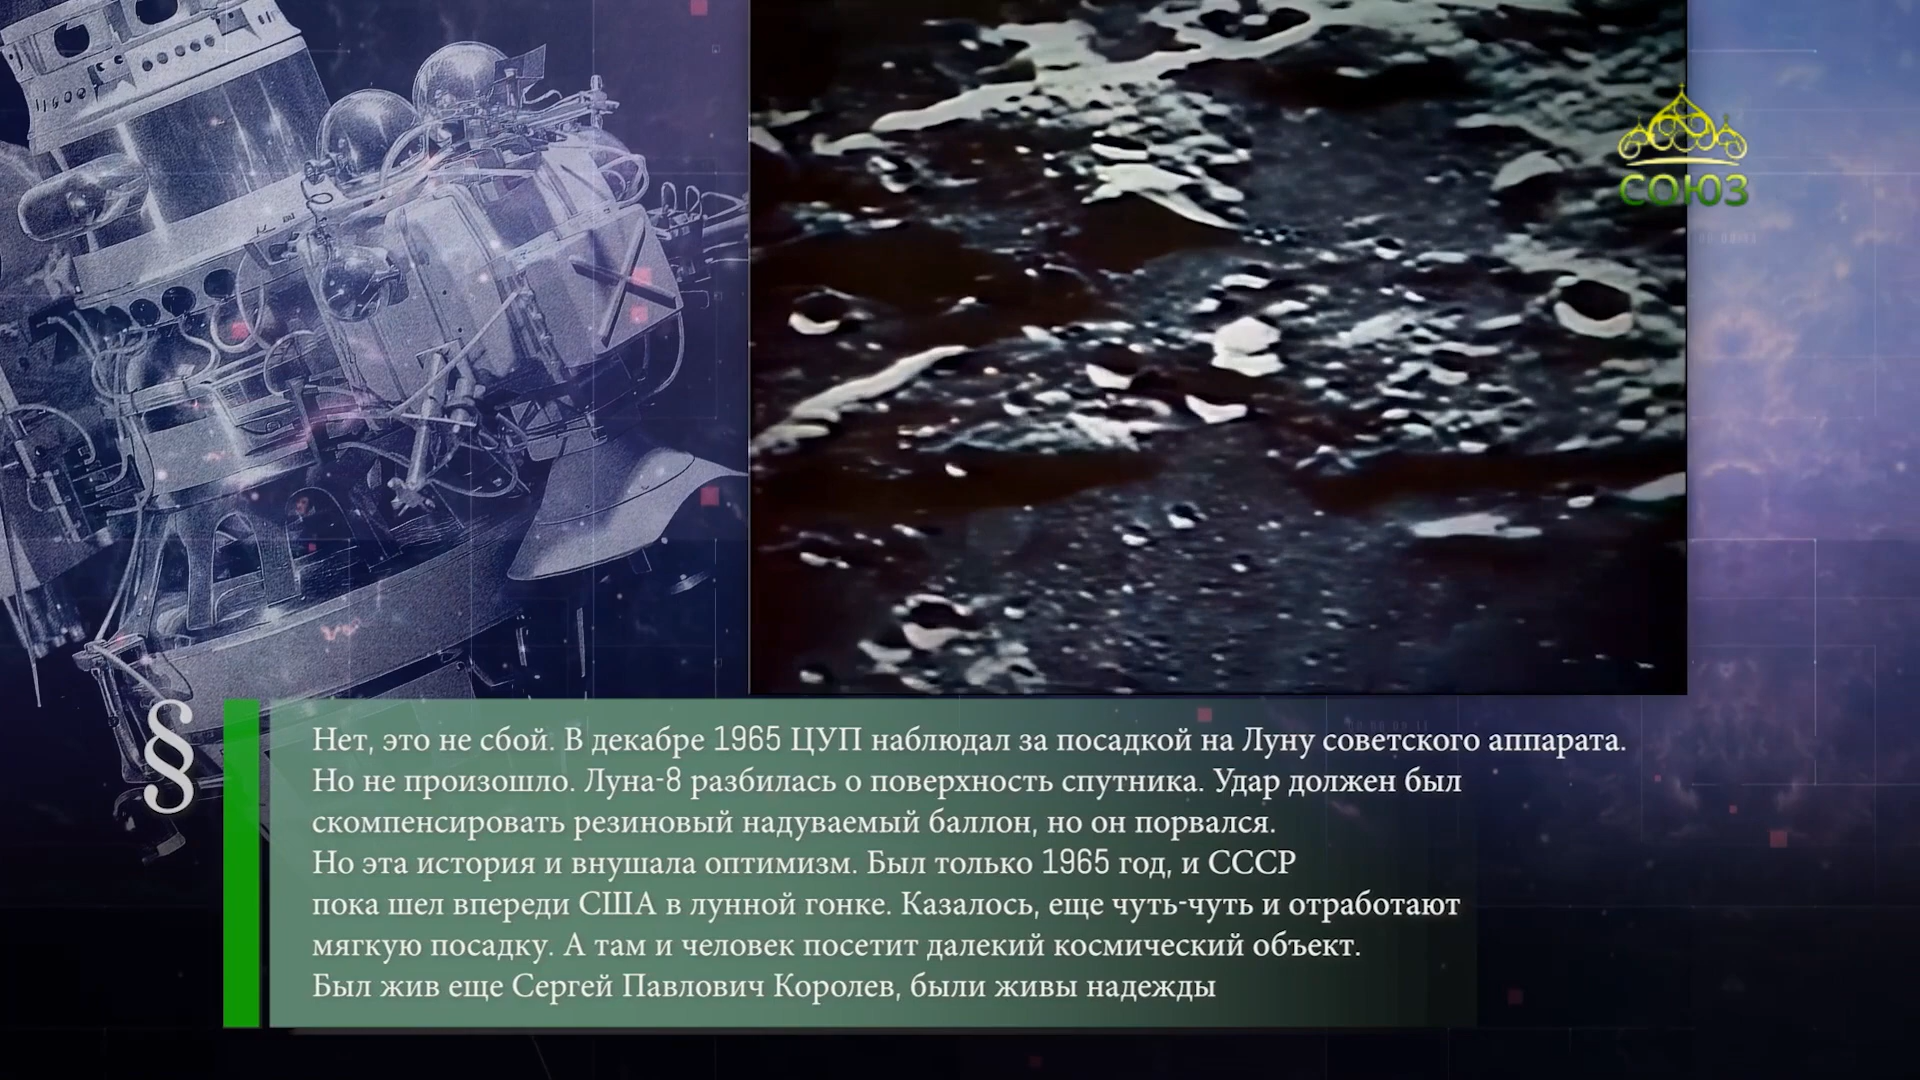 СОЮЗ
§
Нет, это не сбой. В декабре 1965 ЦУП наблюдал за посадкой на Луну советского аппарата.
Но не произошло. Луна-8 разбилась о поверхность спутника. Удар должен был
скомпенсировать резиновый надуваемый баллон, но он порвался.
Но эта история и внушала оптимизм. Был только 1965 год, и СССР
пока шел впереди США в лунной гонке. Казалось, еще чуть-чуть и отработают
мягкую посадку. А там и человек посетит далекий космический объект.
Был жив еще Сергей Павлович Королев, были живы надежды